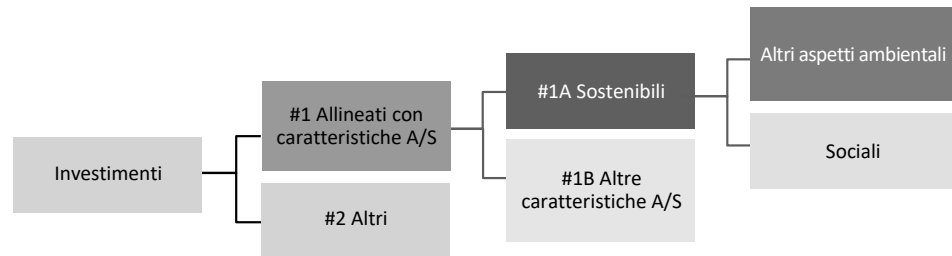 Investimenti
#1 Allineati con
caratteristiche A/S
#2 Altri
#1A Sostenibili
#1B Altre
caratteristiche A/S
Altri aspetti ambientali
Sociali